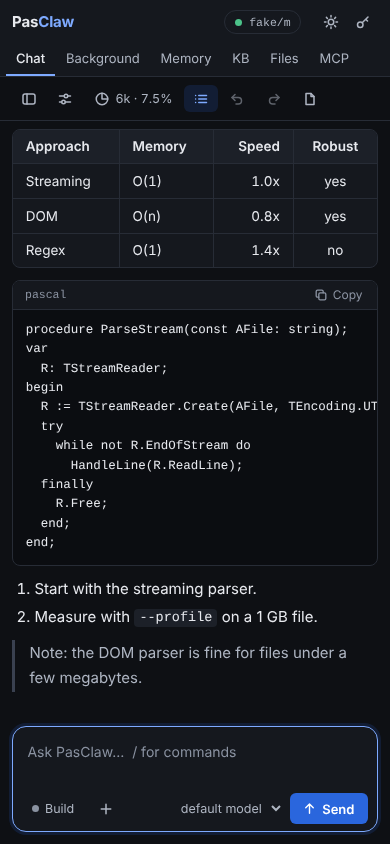 PasClaw
fake/m
Chat Background Memory KB Files MCP
6k · 7.5%
Approach Memory Speed Robust
Streaming O(1) 1.0x yes
DOM O(n) 0.8x yes
Regex O(1) 1.4x no
pascal Copy
procedure ParseStream(const AFile: string);
var
  R: TStreamReader;
begin
  R := TStreamReader.Create(AFile, TEncoding.UT
  try
    while not R.EndOfStream do
      HandleLine(R.ReadLine);
  finally
    R.Free;
  end;
end;
1. Start with the streaming parser.
2. Measure with --profile on a 1 GB file.
Note: the DOM parser is fine for files under a
few megabytes.
Ask PasClaw... / for commands
Build + default model Send